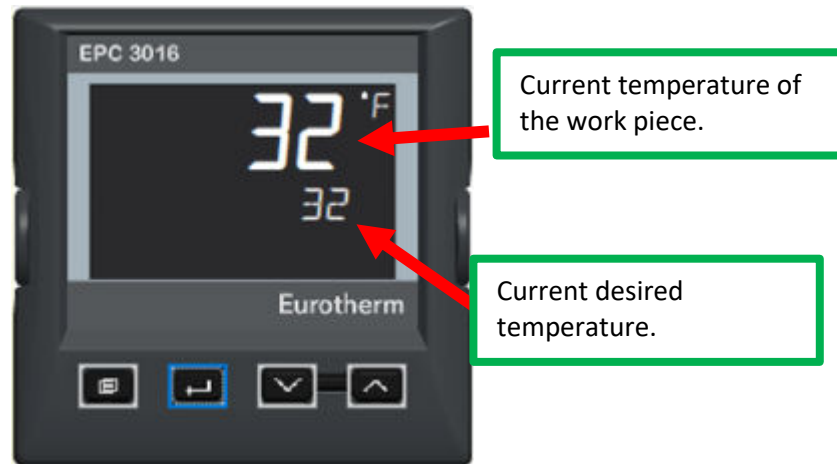 EPC 3016
32 °F
32
Eurotherm
Current temperature of
the work piece.
Current desired
temperature.